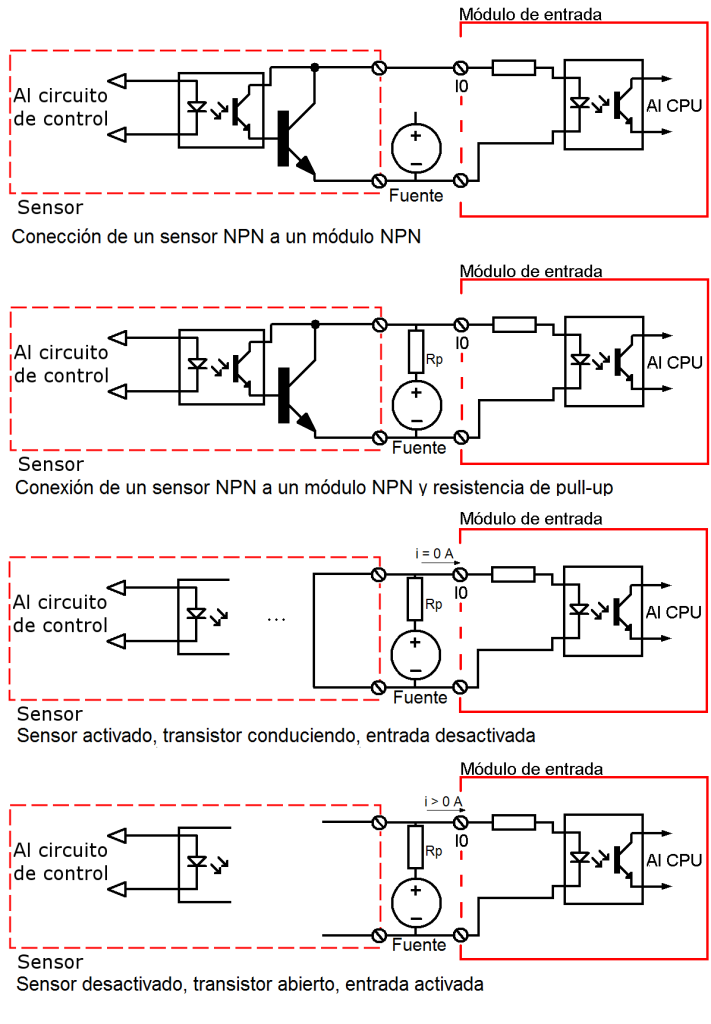 Módulo de entrada
Al circuito
de control
I0
Al CPU
+
−
Fuente
Sensor
Conección de un sensor NPN a un módulo NPN
Módulo de entrada
Al circuito
de control
I0
Rp
Al CPU
+
−
Fuente
Sensor
Conexión de un sensor NPN a un módulo NPN y resistencia de pull-up
Módulo de entrada
i = 0 A
Al circuito
de control
...
I0
Rp
Al CPU
+
−
Fuente
Sensor
Sensor activado, transistor conduciendo, entrada desactivada
Módulo de entrada
i > 0 A
Al circuito
de control
I0
Rp
Al CPU
+
−
Fuente
Sensor
Sensor desactivado, transistor abierto, entrada activada